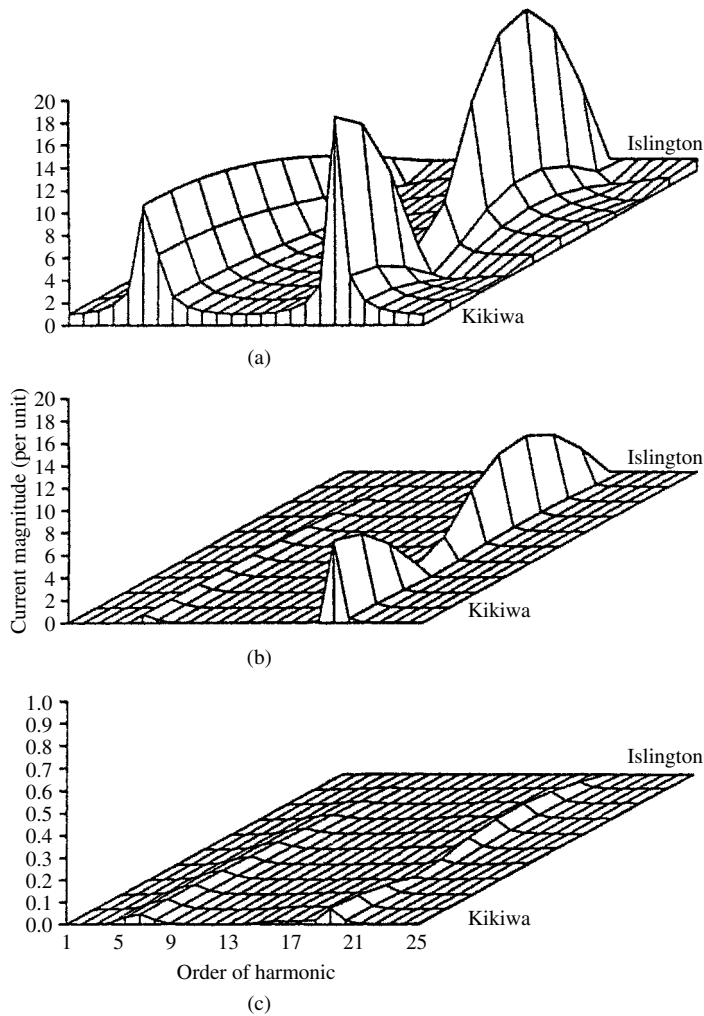 20
18
16
14
12
10
8
6
4
2
0
Islington
Kikiwa
(a)
Current magnitude (per unit)
20
18
16
14
12
10
8
6
4
2
0
Islington
Kikiwa
(b)
1.0
0.9
0.8
0.7
0.6
0.5
0.4
0.3
0.2
0.1
0.0
Islington
Kikiwa
1 5 9 13 17 21 25
Order of harmonic
(c)